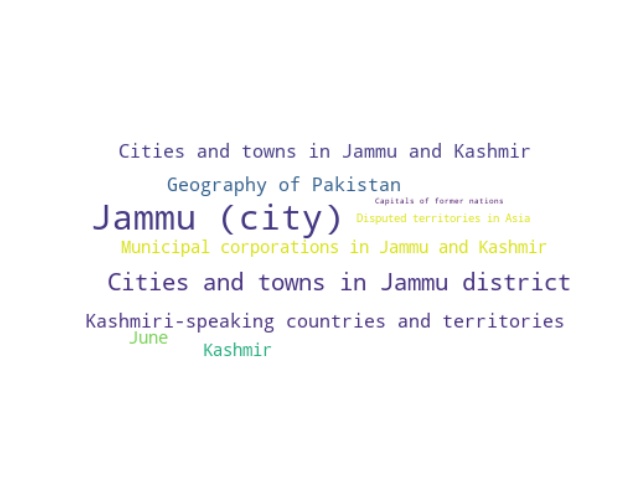 Cities and towns in Jammu and Kashmir
Geography of Pakistan
Capitals of former nations
Jammu (city)
Disputed territories in Asia
Municipal corporations in Jammu and Kashmir
Cities and towns in Jammu district
Kashmiri-speaking countries and territories
June
Kashmir